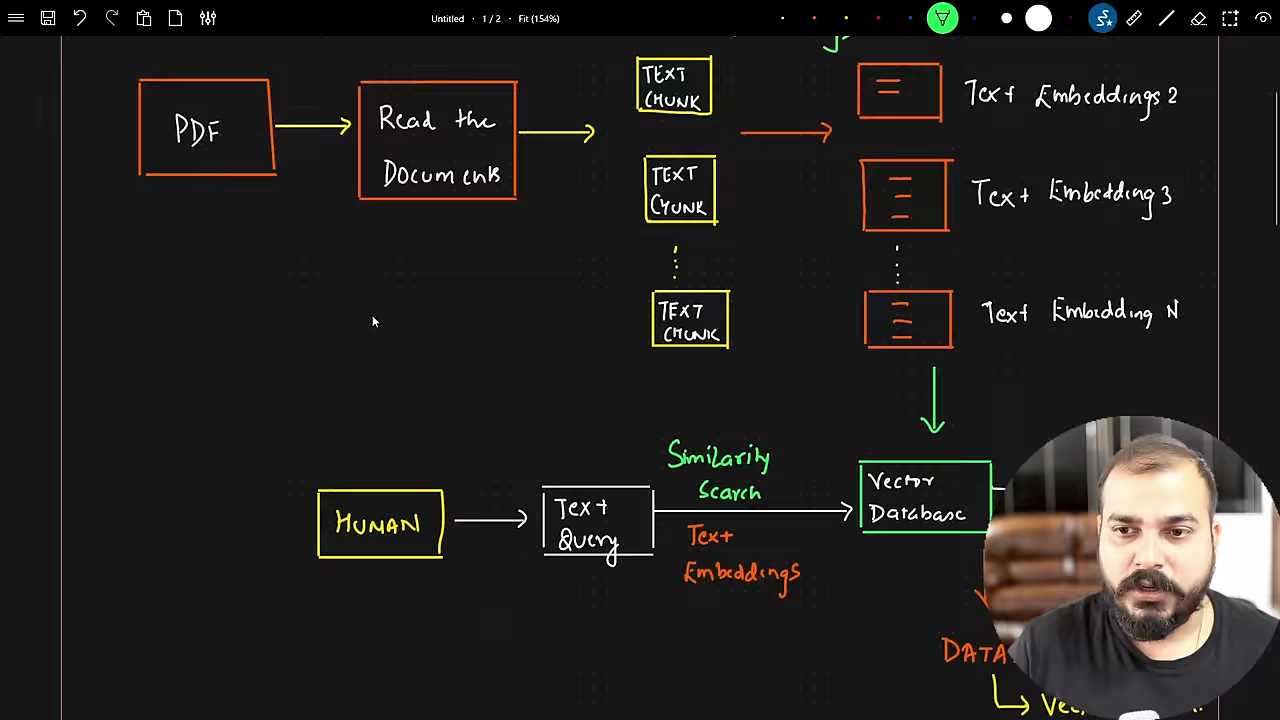 Untitled · 1 / 2 · Fit (154%)
PDF
Read the
Documents
TEXT
CHUNK
TEXT
CHUNK
TEXT
CHUNK
Text Embeddings 2
Text Embedding 3
Text Embedding N
HUMAN
Text
Query
Similarity
Search
Text
Embeddings
Vector
Database
DATA